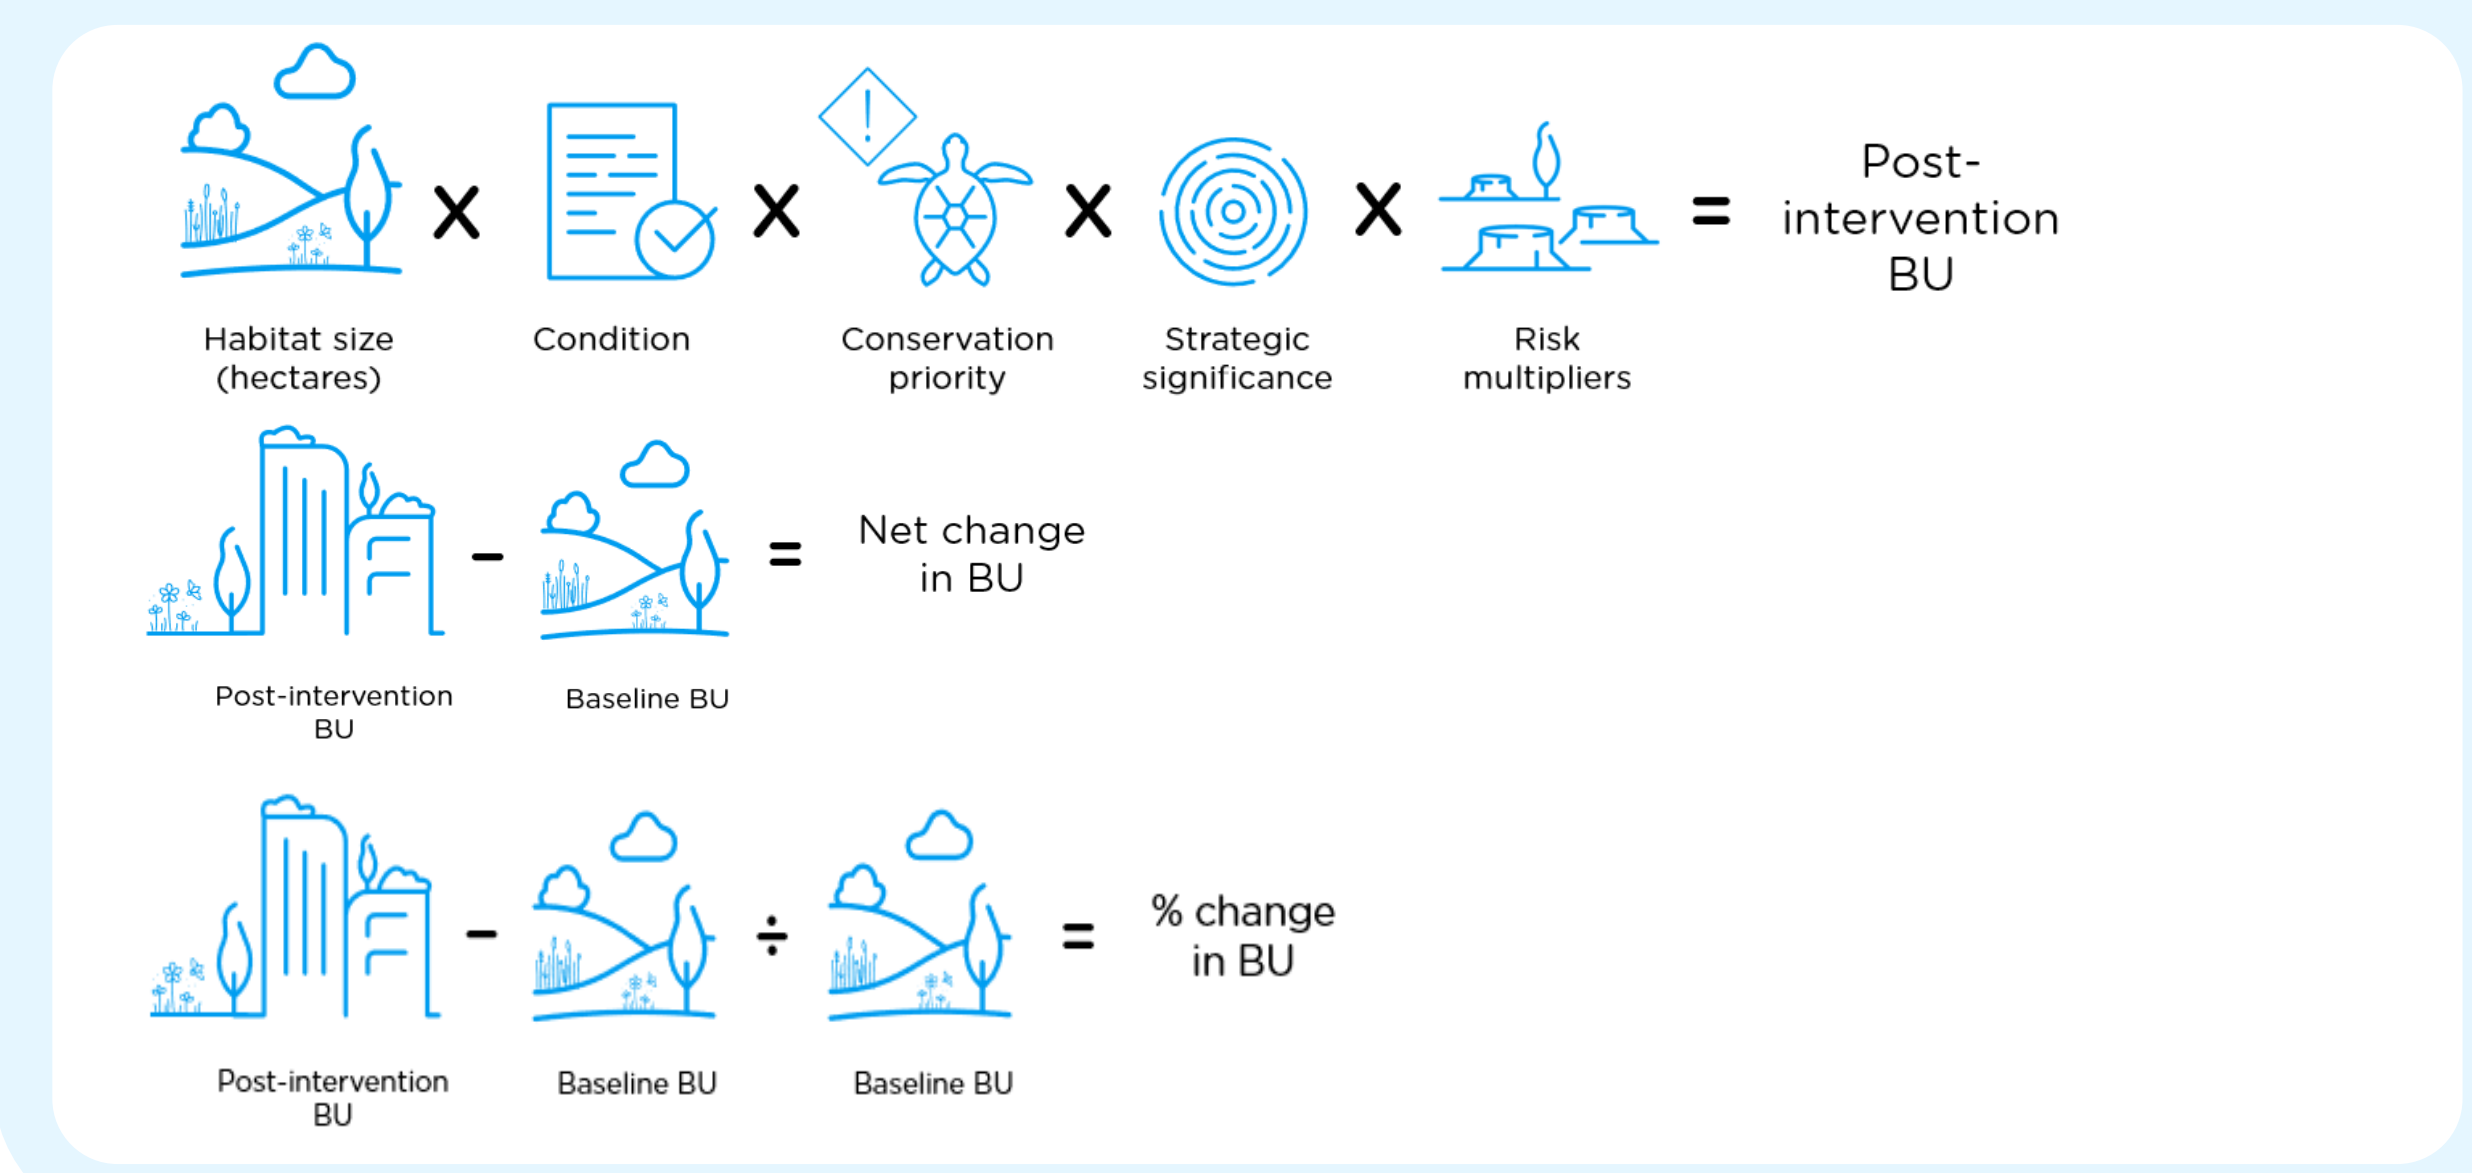 !
x
x
x
x
=
Post-
intervention
BU
Habitat size
(hectares)
Condition
Conservation
priority
Strategic
significance
Risk
multipliers
-
=
Net change
in BU
Post-intervention
BU
Baseline BU
-
÷
=
% change
in BU
Post-intervention
BU
Baseline BU
Baseline BU